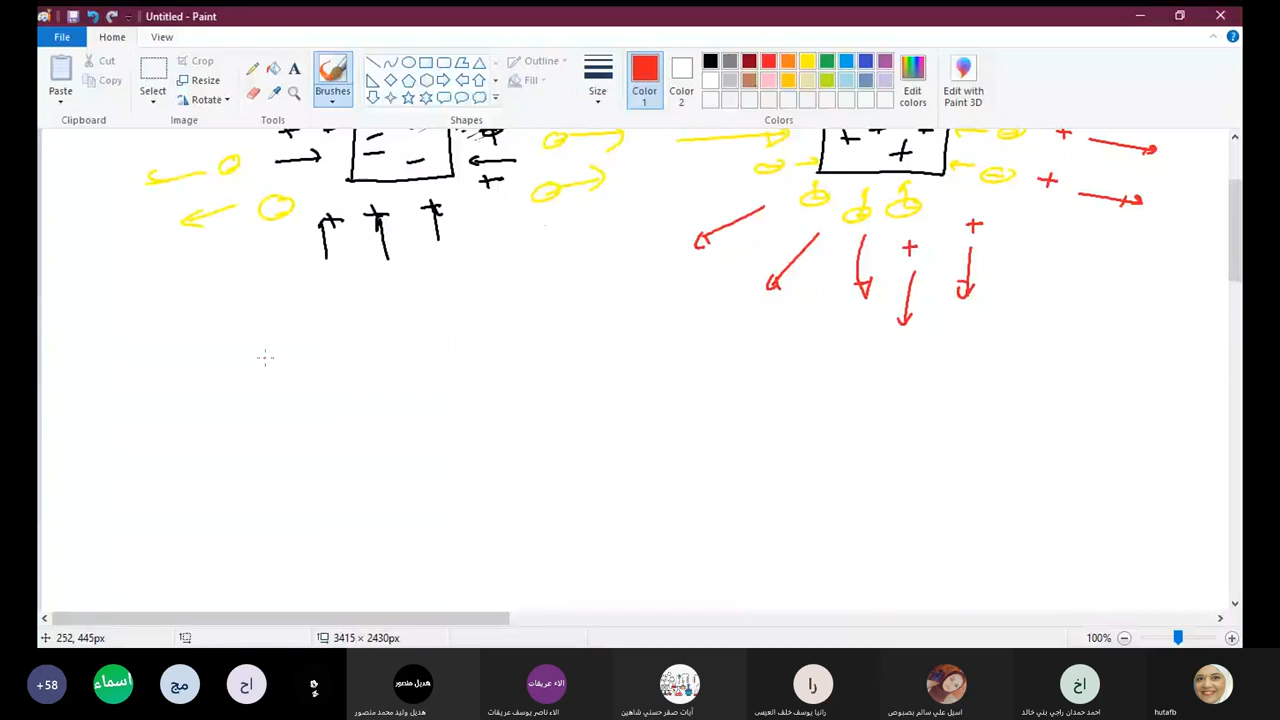 Untitled - Paint
File Home View
Cut
Copy
Paste
Crop
Resize
Rotate
Select
A
Brushes
Outline
Fill
Size
Color 1
Color 2
Edit colors
Edit with Paint 3D
Clipboard
Image
Tools
Shapes
Colors
+ + - - - - + + + + + +
+ +
+ + +
+ +
252, 445px
3415 × 2430px
100%
+58
اسماء
مج
اح
هديل منصور
الاء عريقات
را
اخ
هديل وليد محمد منصور
الاء ناصر يوسف عريقات
آيات صقر حسني شاهين
رانيا يوسف خلف العيسى
اسيل علي سالم بصبوص
احمد حمدان راجي بني خالد
hutafb